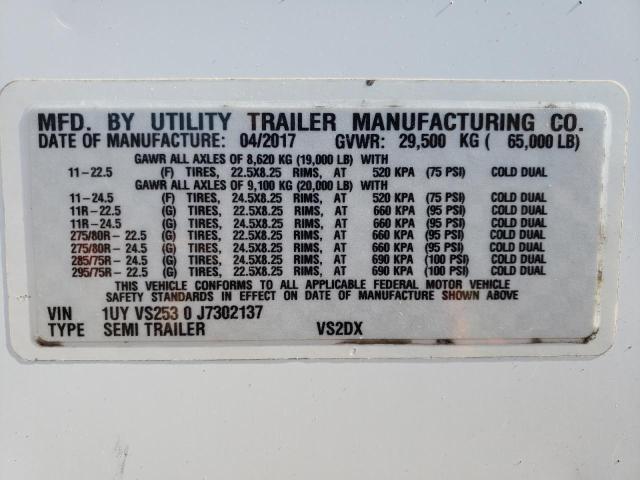 MFD. BY UTILITY TRAILER MANUFACTURING CO.
DATE OF MANUFACTURE: 04/2017 GVWR: 29,500 KG ( 65,000 LB)
GAWR ALL AXLES OF 8,620 KG (19,000 LB) WITH
11-22.5 (F) TIRES, 22.5X8.25 RIMS, AT 520 KPA (75 PSI) COLD DUAL
GAWR ALL AXLES OF 9,100 KG (20,000 LB) WITH
11-24.5 (F) TIRES, 24.5X8.25 RIMS, AT 520 KPA (75 PSI) COLD DUAL
11R-22.5 (G) TIRES, 22.5X8.25 RIMS, AT 660 KPA (95 PSI) COLD DUAL
11R-24.5 (G) TIRES, 24.5X8.25 RIMS, AT 660 KPA (95 PSI) COLD DUAL
275/80R-22.5 (G) TIRES, 22.5X8.25 RIMS, AT 660 KPA (95 PSI) COLD DUAL
275/80R-24.5 (G) TIRES, 24.5X8.25 RIMS, AT 660 KPA (95 PSI) COLD DUAL
285/75R-24.5 (G) TIRES, 24.5X8.25 RIMS, AT 690 KPA (100 PSI) COLD DUAL
295/75R-22.5 (G) TIRES, 22.5X8.25 RIMS, AT 690 KPA (100 PSI) COLD DUAL
THIS VEHICLE CONFORMS TO ALL APPLICABLE FEDERAL MOTOR VEHICLE
SAFETY STANDARDS IN EFFECT ON DATE OF MANUFACTURE SHOWN ABOVE
VIN 1UY VS253 0 J7302137
TYPE SEMI TRAILER VS2DX